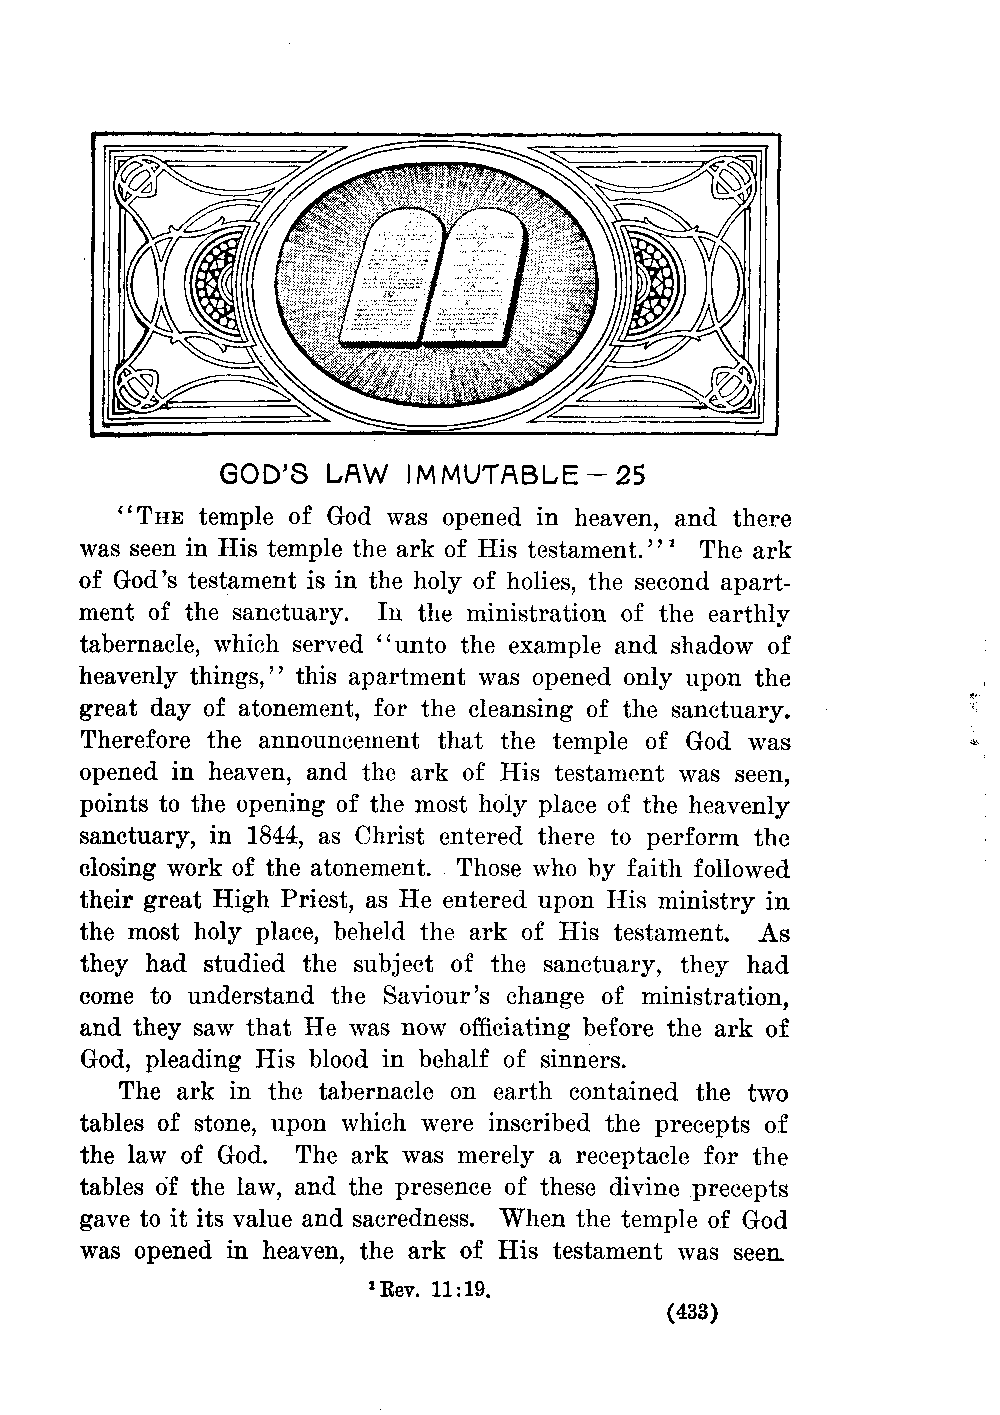 GOD'S LAW IMMUTABLE — 25
"THE temple of God was opened in heaven, and there
was seen in His temple the ark of His testament."¹ The ark
of God's testament is in the holy of holies, the second apart-
ment of the sanctuary. In the ministration of the earthly
tabernacle, which served "unto the example and shadow of
heavenly things," this apartment was opened only upon the
great day of atonement, for the cleansing of the sanctuary.
Therefore the announcement that the temple of God was
opened in heaven, and the ark of His testament was seen,
points to the opening of the most holy place of the heavenly
sanctuary, in 1844, as Christ entered there to perform the
closing work of the atonement. Those who by faith followed
their great High Priest, as He entered upon His ministry in
the most holy place, beheld the ark of His testament. As
they had studied the subject of the sanctuary, they had
come to understand the Saviour's change of ministration,
and they saw that He was now officiating before the ark of
God, pleading His blood in behalf of sinners.
The ark in the tabernacle on earth contained the two
tables of stone, upon which were inscribed the precepts of
the law of God. The ark was merely a receptacle for the
tables of the law, and the presence of these divine precepts
gave to it its value and sacredness. When the temple of God
was opened in heaven, the ark of His testament was seen.
¹ Rev. 11:19.
(433)